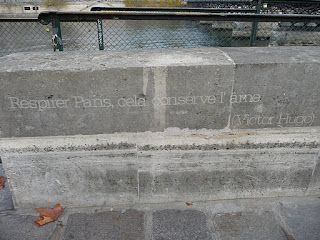 Respirer Paris, cela conserve l'âme
(Victor Hugo)